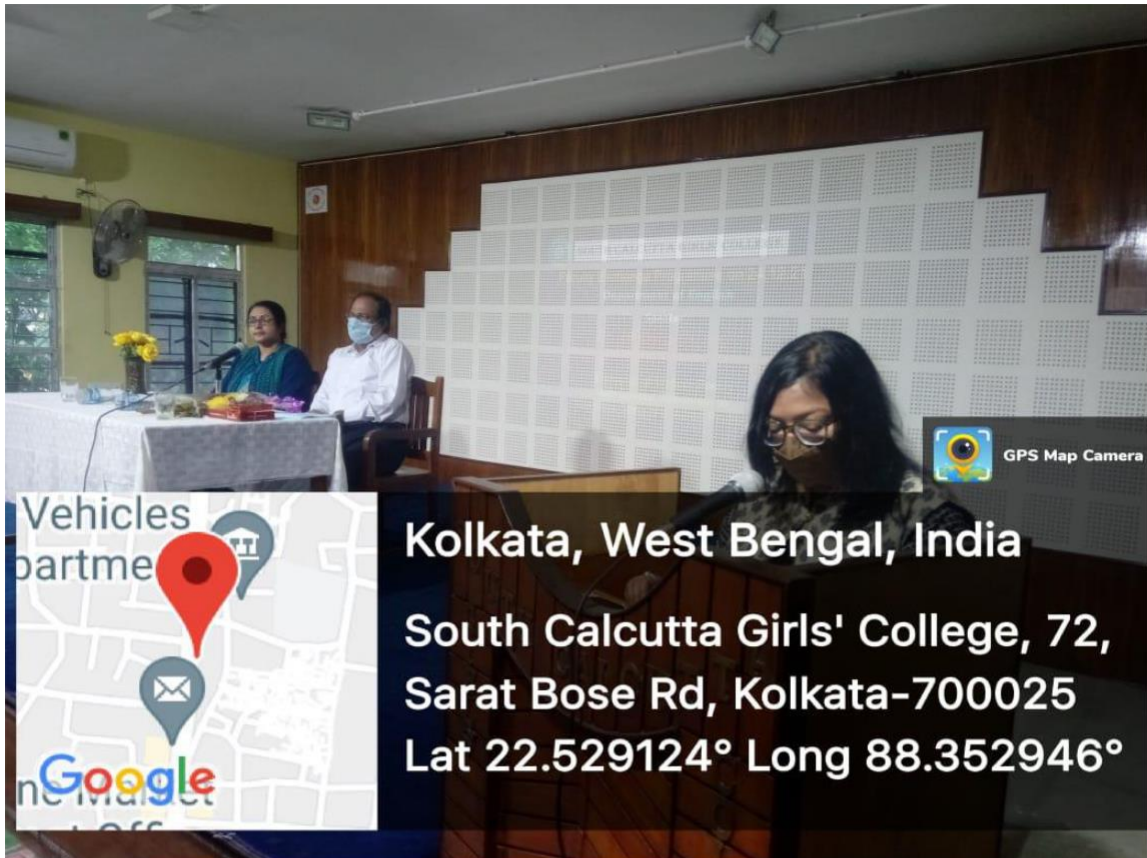 GPS Map Camera
Vehicles
partme
Kolkata, West Bengal, India
South Calcutta Girls' College, 72,
Sarat Bose Rd, Kolkata-700025
Lat 22.529124° Long 88.352946°
Google